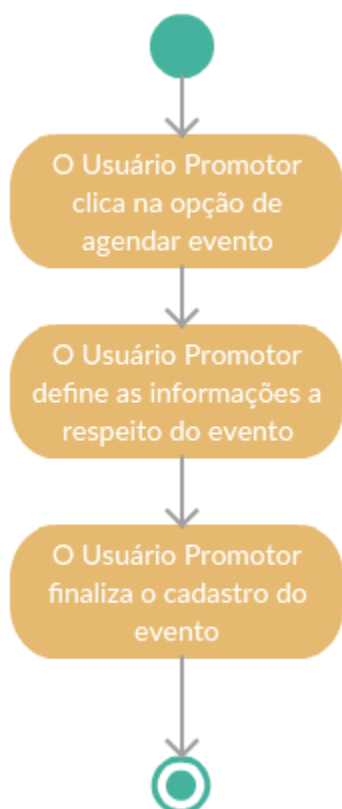 O Usuário Promotor
clica na opção de
agendar evento
O Usuário Promotor
define as informações a
respeito do evento
O Usuário Promotor
finaliza o cadastro do
evento